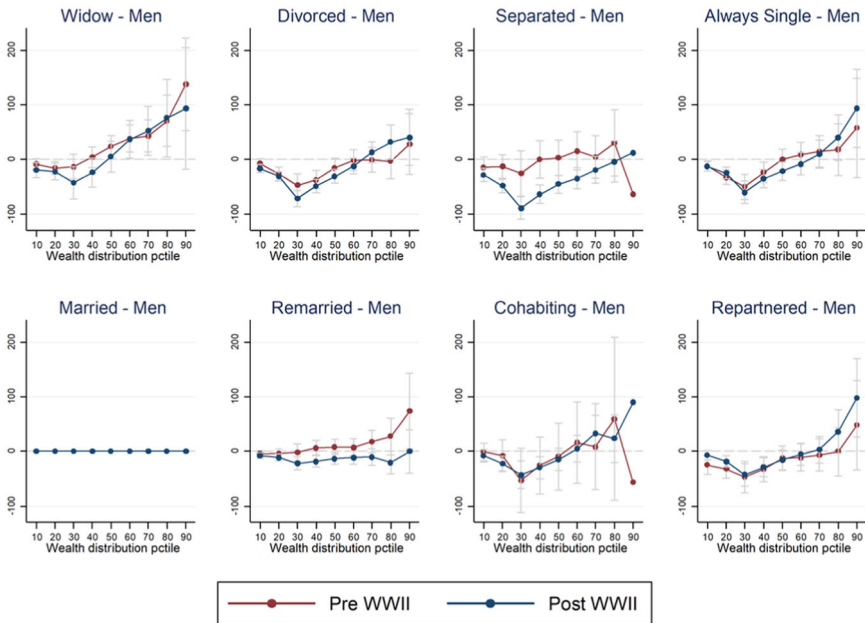 Widow - Men
Divorced - Men
Separated - Men
Always Single - Men
200
100
0
-100
10 20 30 40 50 60 70 80 90
Wealth distribution pctile
200
100
0
-100
10 20 30 40 50 60 70 80 90
Wealth distribution pctile
200
100
0
-100
10 20 30 40 50 60 70 80 90
Wealth distribution pctile
200
100
0
-100
10 20 30 40 50 60 70 80 90
Wealth distribution pctile
Married - Men
Remarried - Men
Cohabiting - Men
Repartnered - Men
200
100
0
-100
10 20 30 40 50 60 70 80 90
Wealth distribution pctile
200
100
0
-100
10 20 30 40 50 60 70 80 90
Wealth distribution pctile
200
100
0
-100
10 20 30 40 50 60 70 80 90
Wealth distribution pctile
200
100
0
-100
10 20 30 40 50 60 70 80 90
Wealth distribution pctile
Pre WWII
Post WWII